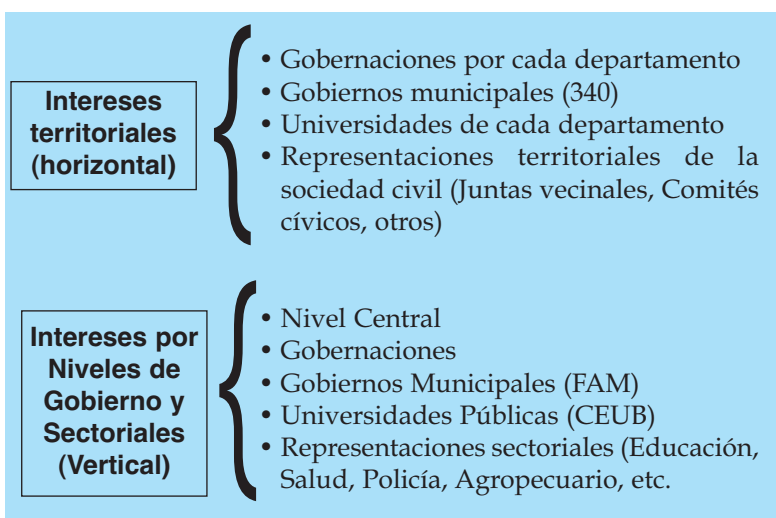 Intereses
territoriales
(horizontal)
• Gobernaciones por cada departamento
• Gobiernos municipales (340)
• Universidades de cada departamento
• Representaciones territoriales de la
sociedad civil (Juntas vecinales, Comités
cívicos, otros)
Intereses por
Niveles de
Gobierno y
Sectoriales
(Vertical)
• Nivel Central
• Gobernaciones
• Gobiernos Municipales (FAM)
• Universidades Públicas (CEUB)
• Representaciones sectoriales (Educación,
Salud, Policía, Agropecuario, etc.